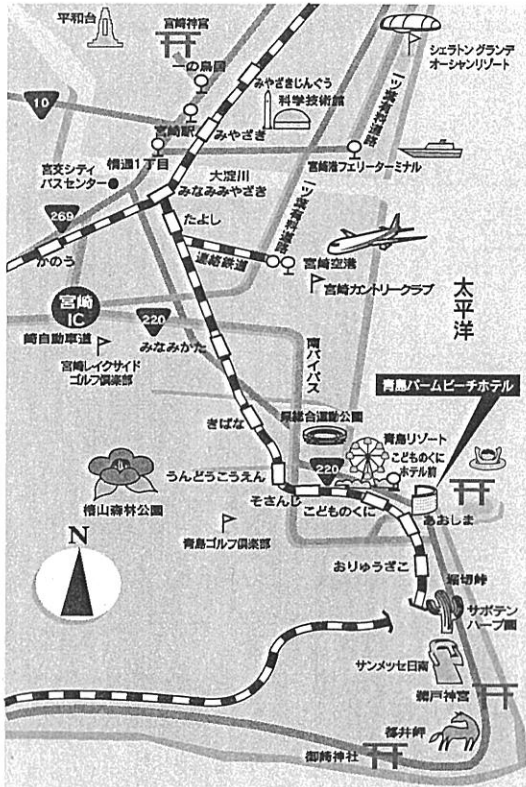 平和台
宮崎神宮
一の鳥居
シェラトン グランデ
オーシャンリゾート
みやざきじんぐう
科学技術館
10
宮崎駅
みやざき
一ツ葉有料道路
宮崎港フェリーターミナル
橘通1丁目
宮交シティ
バスセンター
大淀川
みなみみやざき
269
たよし
一ツ葉有料道路
かのう
連絡鉄道
宮崎空港
宮崎カントリークラブ
宮崎
IC
崎自動車道
220
宮崎レイクサイド
ゴルフ倶楽部
みなみかた
南バイパス
太平洋
青島パームビーチホテル
きばな
県総合運動公園
青島リゾート
こどものくに
ホテル前
うんどうこうえん
220
そさんじ
こどものくに
あおしま
椿山森林公園
青島ゴルフ倶楽部
N
おりゅうざこ
堀切峠
サボテン
ハーブ園
サンメッセ日南
鵜戸神宮
都井岬
御崎神社